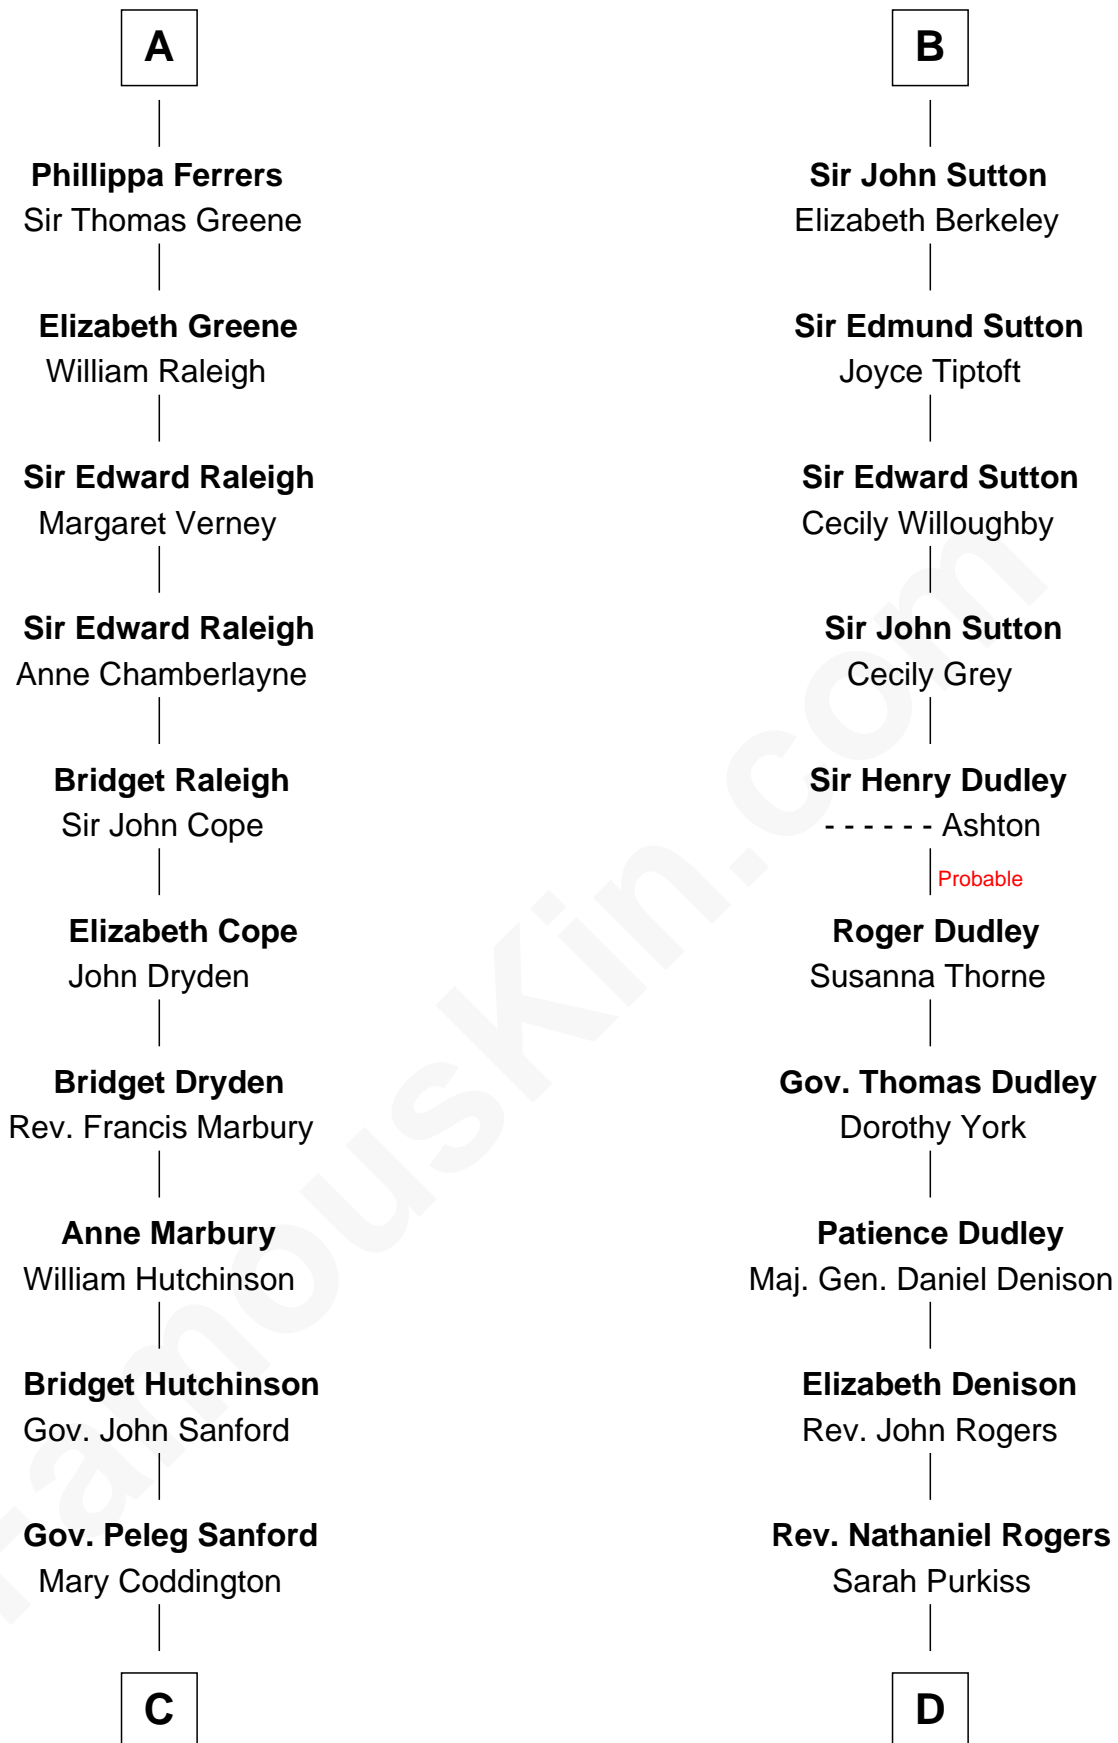 A
Phillippa Ferrers
Sir Thomas Greene
Elizabeth Greene
William Raleigh
Sir Edward Raleigh
Margaret Verney
Sir Edward Raleigh
Anne Chamberlayne
Bridget Raleigh
Sir John Cope
Elizabeth Cope
John Dryden
Bridget Dryden
Rev. Francis Marbury
Anne Marbury
William Hutchinson
Bridget Hutchinson
Gov. John Sanford
Gov. Peleg Sanford
Mary Coddington
C
B
Sir John Sutton
Elizabeth Berkeley
Sir Edmund Sutton
Joyce Tiptoft
Sir Edward Sutton
Cecily Willoughby
Sir John Sutton
Cecily Grey
Sir Henry Dudley
- - - - - - Ashton
Probable
Roger Dudley
Susanna Thorne
Gov. Thomas Dudley
Dorothy York
Patience Dudley
Maj. Gen. Daniel Denison
Elizabeth Denison
Rev. John Rogers
Rev. Nathaniel Rogers
Sarah Purkiss
D
FamousKin.com